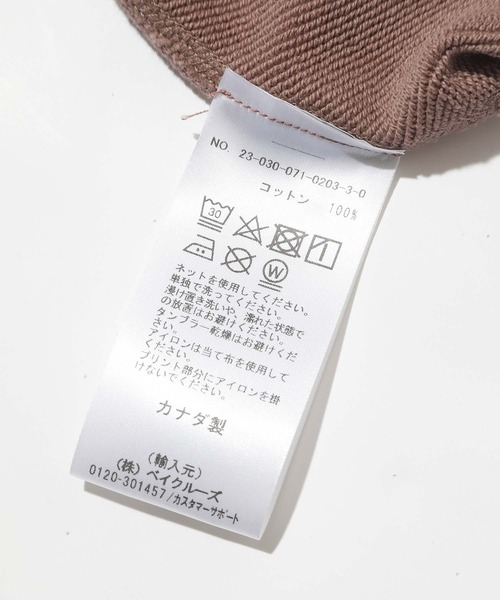 NO. 23-030-071-0203-3-0
コットン 100%
30
W
ネットを使用してください。
単独で洗ってください。
浸け置き洗いや、濡れた状態で
の放置はお避けください。
タンブラー乾燥はお避けくだ
さい。
アイロンは当て布を使用して
ください。
プリント部分にアイロンを掛
けないでください。
カナダ製
(輸入元)
(株)ベイクルーズ
0120-301457/カスタマーサポート